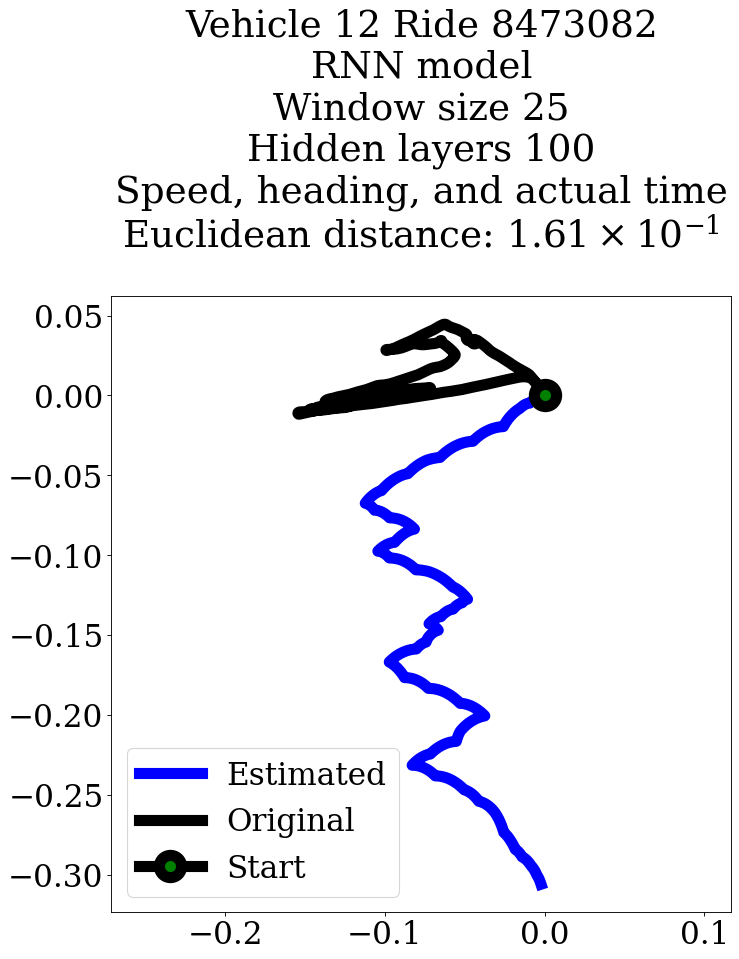 Vehicle 12 Ride 8473082
RNN model
Window size 25
Hidden layers 100
Speed, heading, and actual time
Euclidean distance: 1.61 × 10⁻¹
0.05
0.00
−0.05
−0.10
−0.15
−0.20
−0.25
−0.30
Estimated
Original
Start
−0.2
−0.1
0.0
0.1